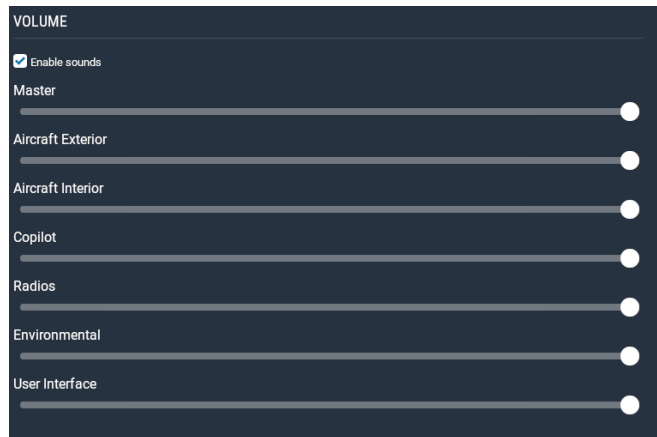 VOLUME
Enable sounds
Master
Aircraft Exterior
Aircraft Interior
Copilot
Radios
Environmental
User Interface